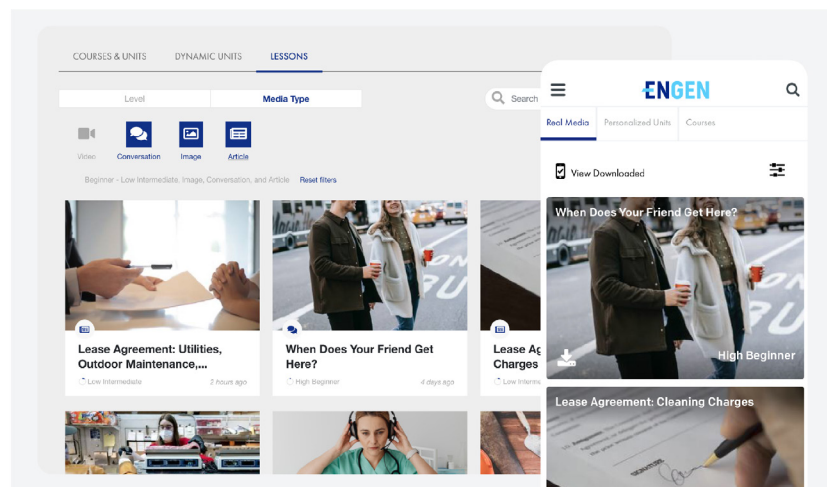 COURSES & UNITS DYNAMIC UNITS LESSONS
Level Media Type
Search
Video Conversation Image Article
Beginner - Low Intermediate, Image, Conversation, and Article Reset filters
Lease Agreement: Utilities,
Outdoor Maintenance,...
Low Intermediate 2 hours ago
When Does Your Friend Get
Here?
High Beginner 4 days ago
Lease Ag
Charges
Low Interme
ENGEN
Real Media Personalized Units Courses
View Downloaded
When Does Your Friend Get Here?
High Beginner
Lease Agreement: Cleaning Charges
SIGNATURE